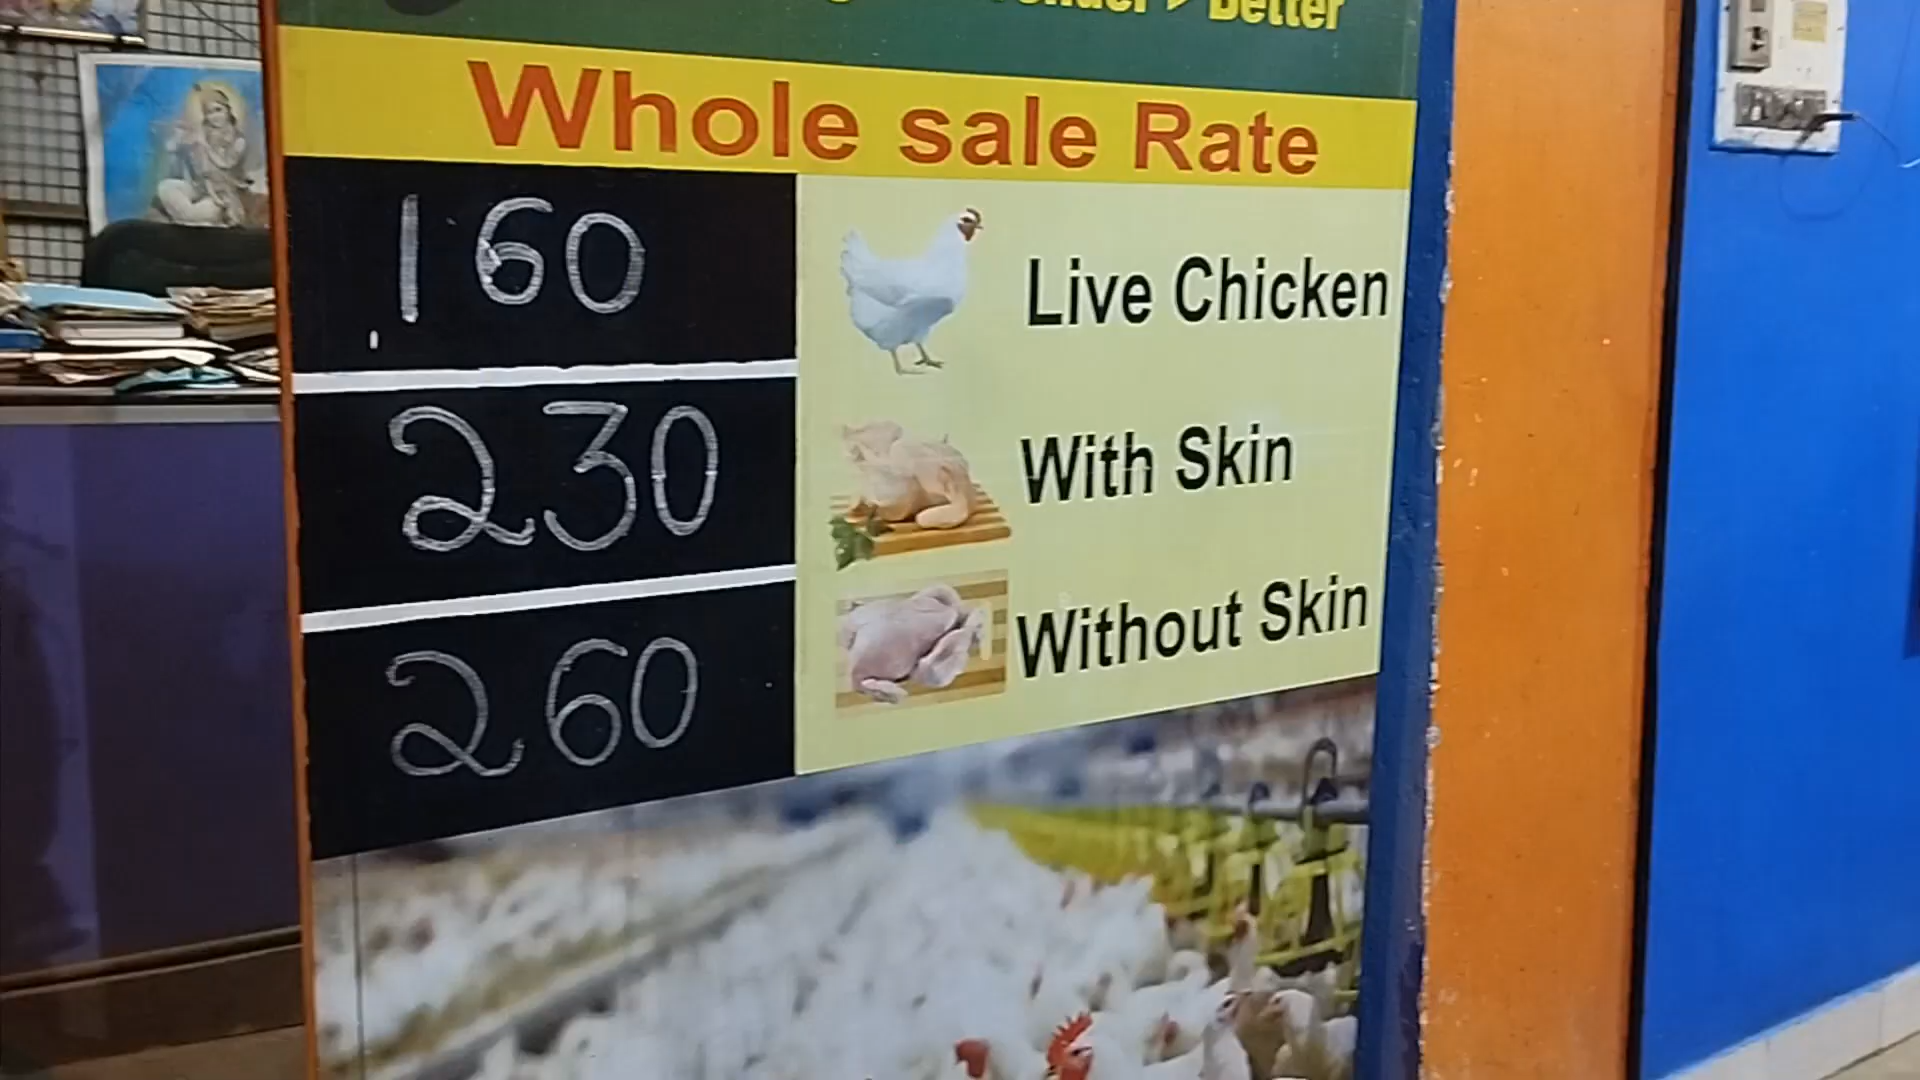 Better
Whole sale Rate
160 Live Chicken
230 With Skin
260 Without Skin